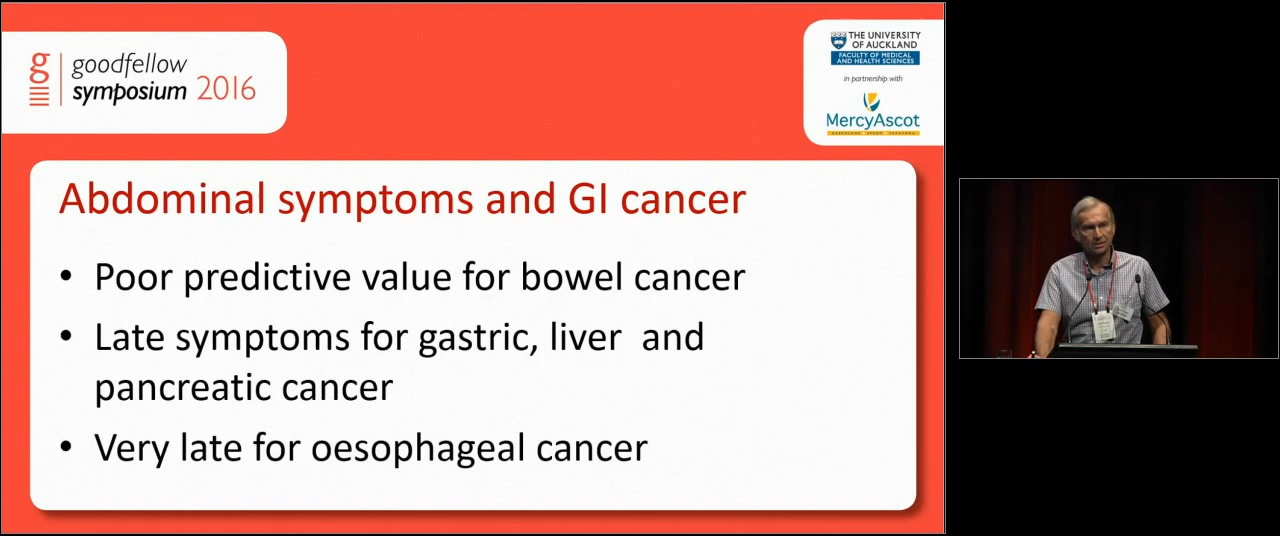 goodfellow
symposium 2016
THE UNIVERSITY
OF AUCKLAND
FACULTY OF MEDICAL
AND HEALTH SCIENCES
in partnership with
MercyAscot
Abdominal symptoms and GI cancer
• Poor predictive value for bowel cancer
• Late symptoms for gastric, liver and
pancreatic cancer
• Very late for oesophageal cancer